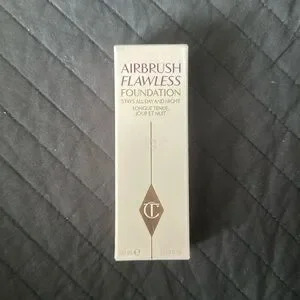 AIRBRUSH
FLAWLESS
FOUNDATION
STAYS ALL DAY AND NIGHT
LONGUE TENUE,
JOUR ET NUIT
CT